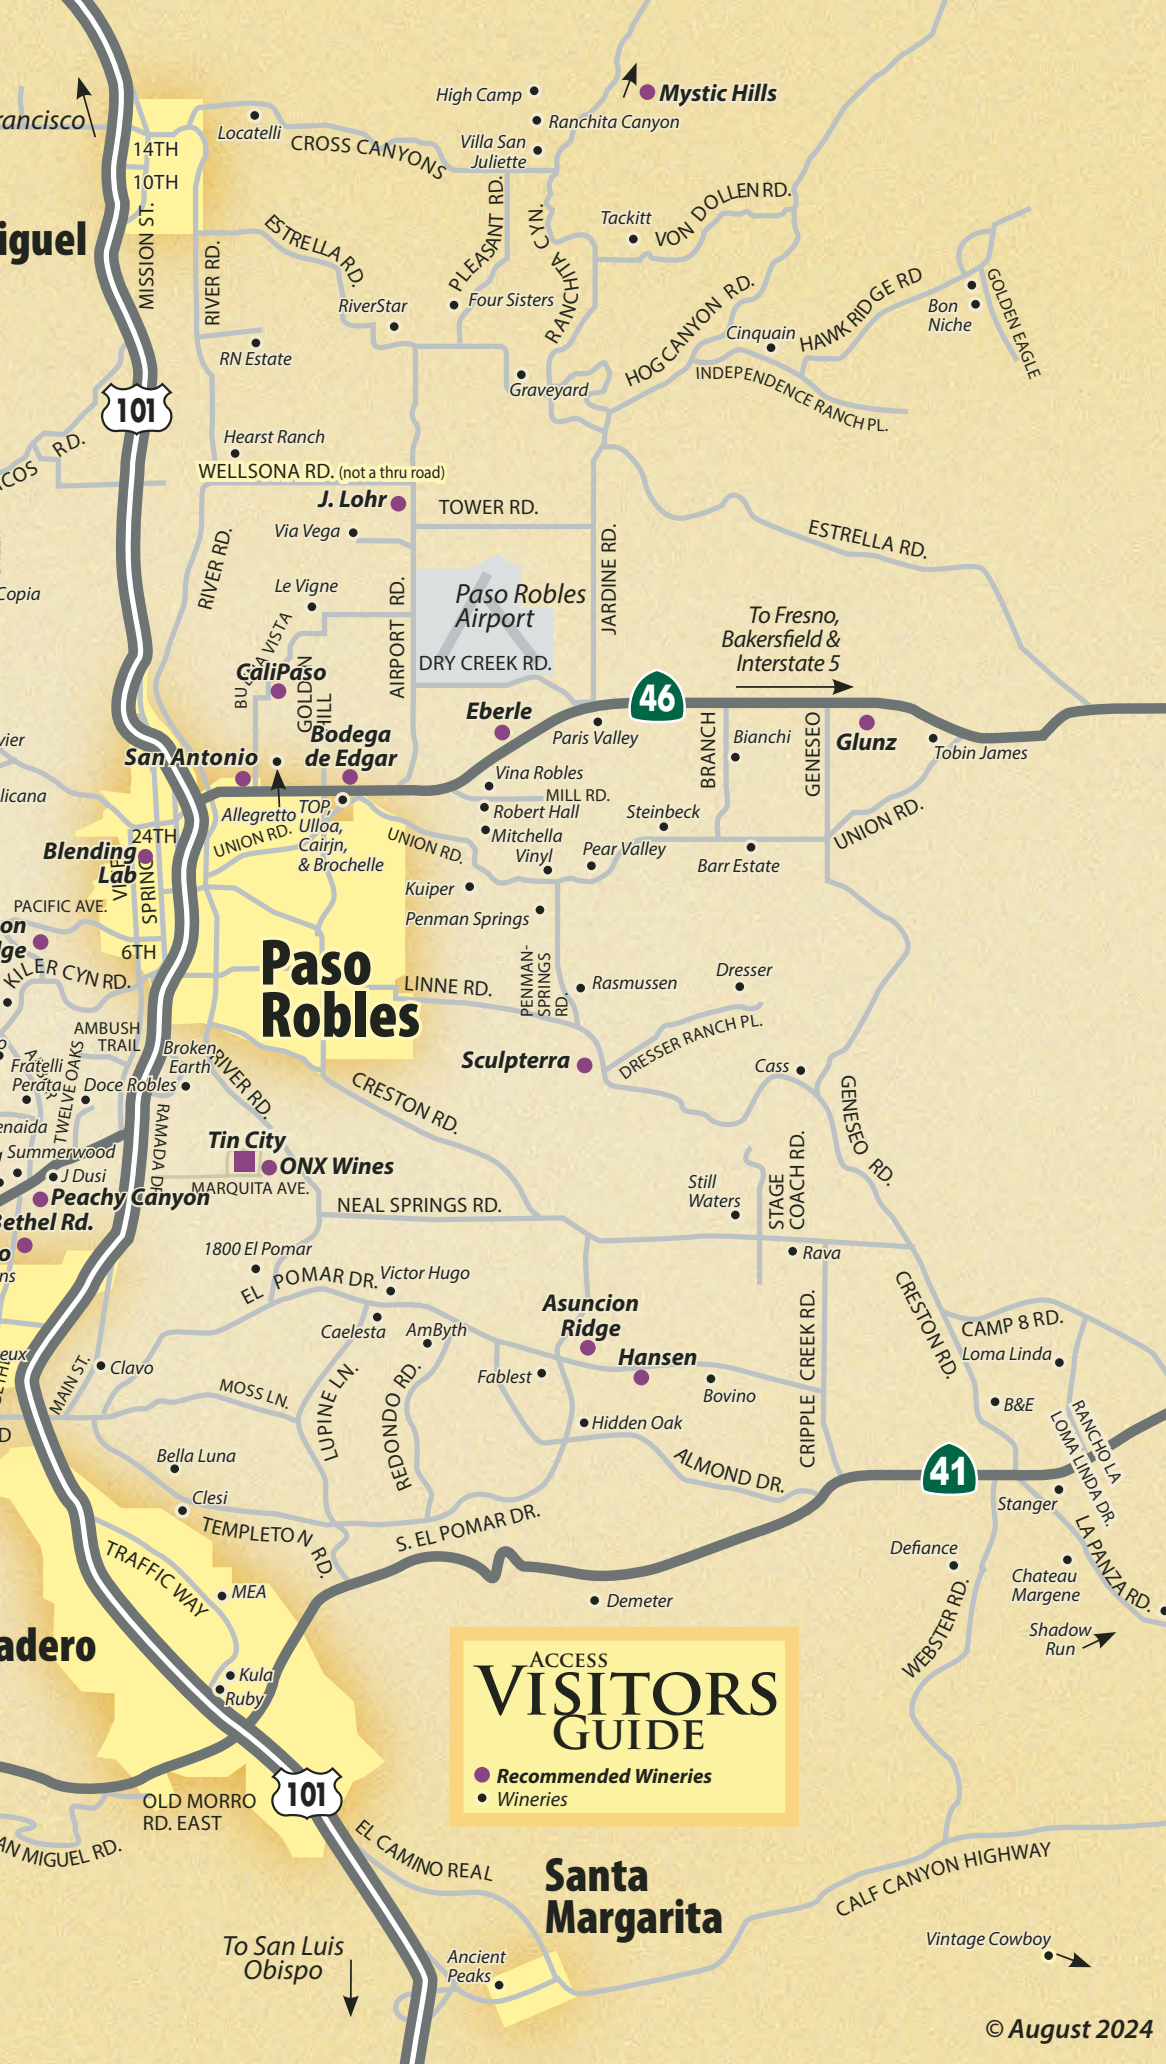 High Camp
Mystic Hills
rancisco
Locatelli
Ranchita Canyon
14TH
CROSS CANYONS
Villa San
Juliette
10TH
PLEASANT RD.
RANCHITA CYN.
Tackitt
VON DOLLEN RD.
iguel
MISSION ST.
RIVER RD.
ESTRELLA RD.
RiverStar
Four Sisters
HOG CANYON RD.
HAWK RIDGE RD
Bon
Niche
GOLDEN EAGLE
Cinquain
RN Estate
Graveyard
INDEPENDENCE RANCH PL.
101
COS RD.
Hearst Ranch
WELLSONA RD. (not a thru road)
J. Lohr
TOWER RD.
Via Vega
RIVER RD.
JARDINE RD.
ESTRELLA RD.
Copia
Le Vigne
AIRPORT RD.
Paso Robles
Airport
To Fresno,
Bakersfield &
Interstate 5
DRY CREEK RD.
CaliPaso
GOLDEN
HILL
46
Eberle
Paris Valley
BRANCH
Bianchi
GENESEO
Glunz
Tobin James
vier
San Antonio
Bodega
de Edgar
Vina Robles
MILL RD.
licana
Allegretto
TOP,
Ulloa,
Cairjn,
& Brochelle
Robert Hall
Steinbeck
24TH
UNION RD.
UNION RD.
Mitchella
UNION RD.
Blending
Lab
Vinyl
Pear Valley
Barr Estate
SPRING
Kuiper
PACIFIC AVE.
Penman Springs
on
ge
6TH
KILER CYN RD.
Paso
Robles
LINNE RD.
PENMAN-
SPRINGS
RD.
Rasmussen
Dresser
AMBUSH
TRAIL
Broken
Earth
Sculpterra
DRESSER RANCH PL.
Fratelli
Perata
TWELVE OAKS
Doce Robles
RIVER RD.
Cass
CRESTON RD.
GENESEO RD.
enaida
RAMADA DR
Tin City
Summerwood
ONX Wines
J Dusi
MARQUITA AVE.
Peachy Canyon
NEAL SPRINGS RD.
Still
Waters
STAGE
COACH RD.
Bethel Rd.
o
ns
1800 El Pomar
Rava
EL POMAR DR.
Victor Hugo
CRESTON RD.
Asuncion
Ridge
Caelesta
AmByth
CRIPPLE CREEK RD.
CAMP 8 RD.
eux
Clavo
MAIN ST.
Hansen
Loma Linda
Fablest
Bovino
MOSS LN.
LUPINE LN.
REDONDO RD.
B&E
RANCHO LA
LOMA LINDA DR.
D
Hidden Oak
Bella Luna
ALMOND DR.
41
Clesi
Stanger
TEMPLETON RD.
S. EL POMAR DR.
LA PANZA RD.
TRAFFIC WAY
Defiance
Chateau
Margene
MEA
Demeter
WEBSTER RD.
Shadow
Run
adero
Kula
Ruby
ACCESS
VISITORS
GUIDE
Recommended Wineries
Wineries
101
OLD MORRO
RD. EAST
AN MIGUEL RD.
EL CAMINO REAL
Santa
Margarita
CALF CANYON HIGHWAY
To San Luis
Obispo
Ancient
Peaks
Vintage Cowboy
© August 2024